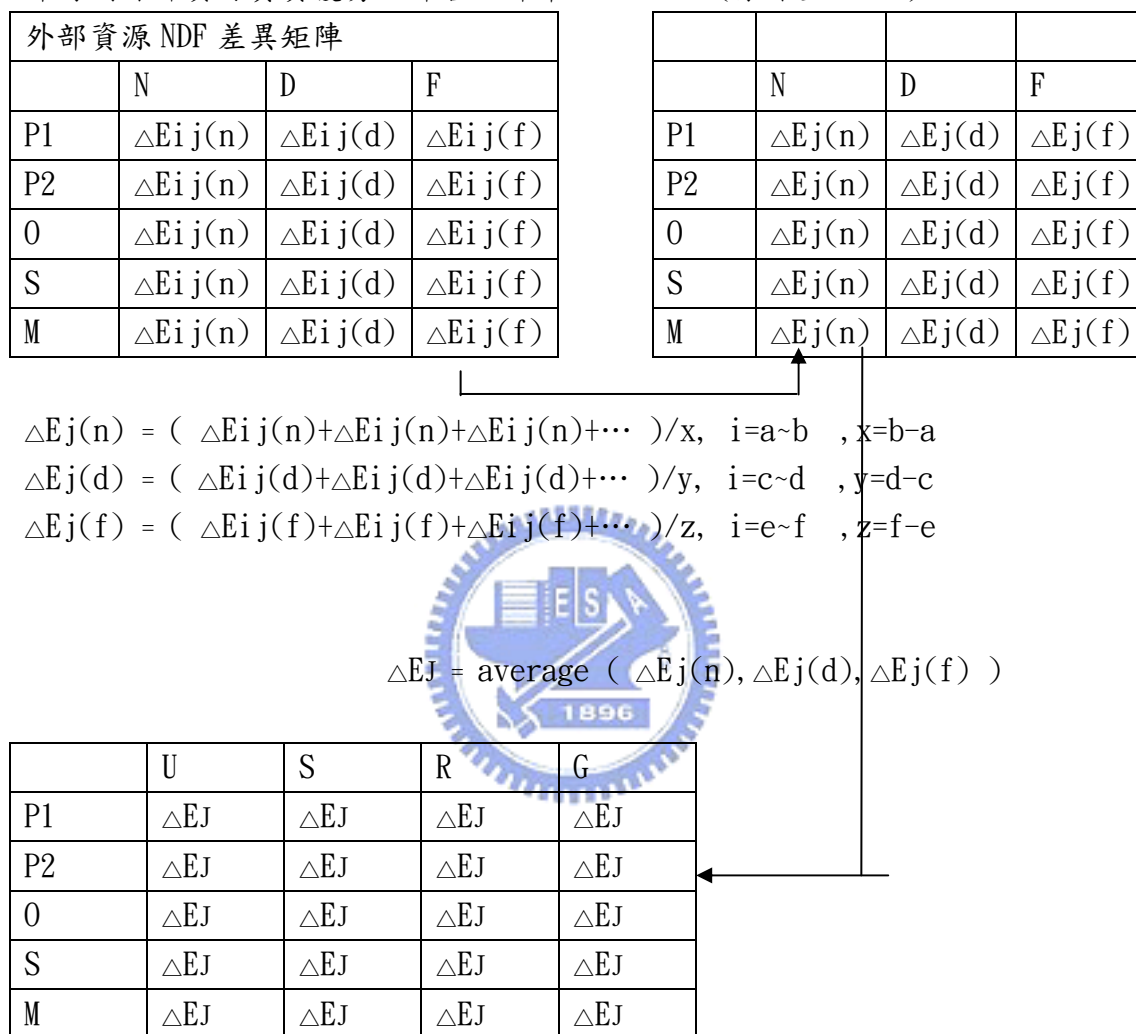 外部資源 NDF 差異矩陣
N D F
P1 △Eij(n) △Eij(d) △Eij(f)
P2 △Eij(n) △Eij(d) △Eij(f)
O △Eij(n) △Eij(d) △Eij(f)
S △Eij(n) △Eij(d) △Eij(f)
M △Eij(n) △Eij(d) △Eij(f)
N D F
P1 △Ej(n) △Ej(d) △Ej(f)
P2 △Ej(n) △Ej(d) △Ej(f)
O △Ej(n) △Ej(d) △Ej(f)
S △Ej(n) △Ej(d) △Ej(f)
M △Ej(n) △Ej(d) △Ej(f)
△Ej(n) = ( △Eij(n)+△Eij(n)+△Eij(n)+… )/x, i=a~b ,x=b-a
△Ej(d) = ( △Eij(d)+△Eij(d)+△Eij(d)+… )/y, i=c~d ,y=d-c
△Ej(f) = ( △Eij(f)+△Eij(f)+△Eij(f)+… )/z, i=e~f ,z=f-e
E S A
△EJ = average ( △Ej(n),△Ej(d),△Ej(f) )
1896
U S R G
P1 △EJ △EJ △EJ △EJ
P2 △EJ △EJ △EJ △EJ
O △EJ △EJ △EJ △EJ
S △EJ △EJ △EJ △EJ
M △EJ △EJ △EJ △EJ